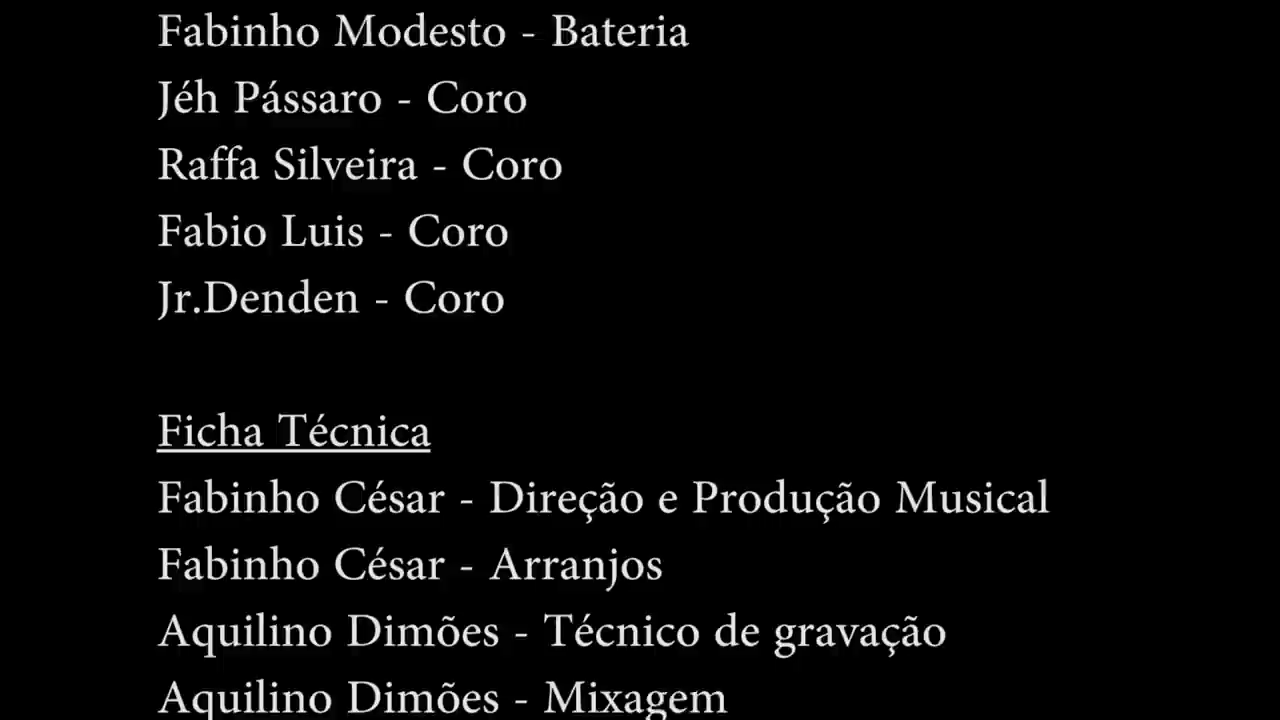 Fabinho Modesto - Bateria
Jéh Pássaro - Coro
Raffa Silveira - Coro
Fabio Luis - Coro
Jr.Denden - Coro
Ficha Técnica
Fabinho César - Direção e Produção Musical
Fabinho César - Arranjos
Aquilino Dimões - Técnico de gravação
Aquilino Dimões - Mixagem